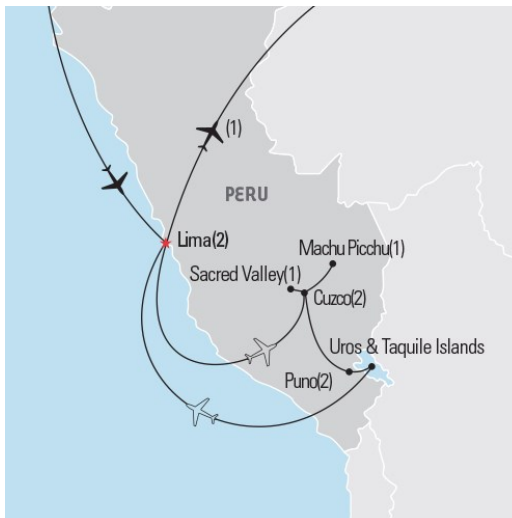 (1)
PERU
Lima(2)
Machu Picchu(1)
Sacred Valley(1)
Cuzco(2)
Uros & Taquile Islands
Puno(2)